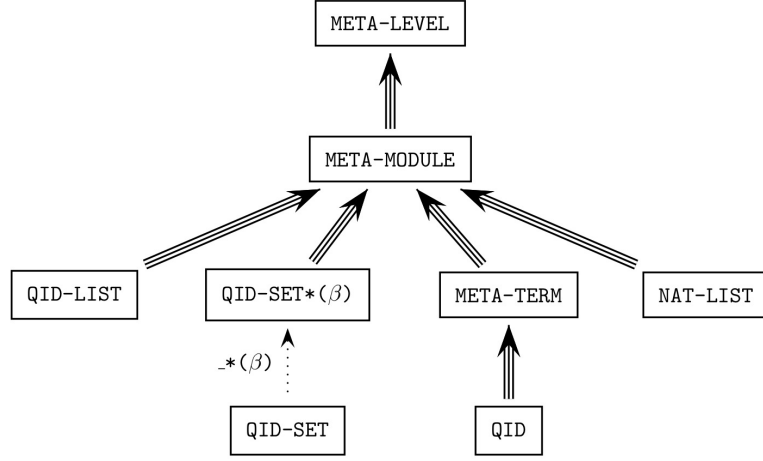 META-LEVEL
META-MODULE
QID-LIST
QID-SET*(β)
META-TERM
NAT-LIST
_*(β)
QID-SET
QID